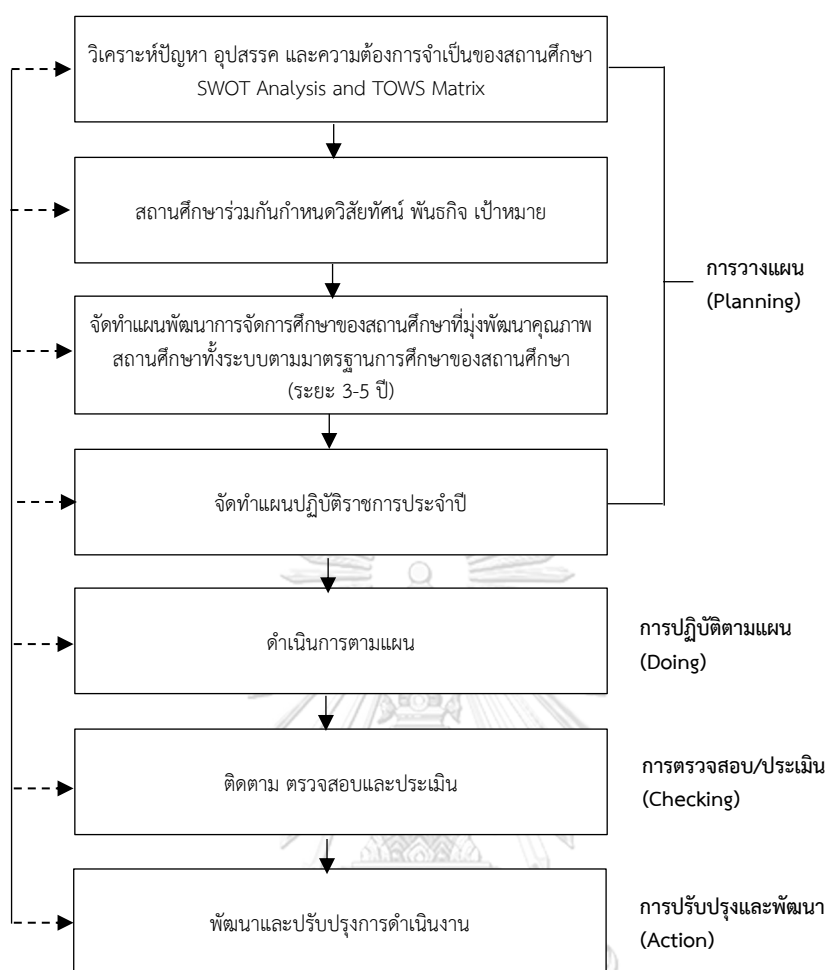 วิเคราะห์ปัญหา อุปสรรค และความต้องการจำเป็นของสถานศึกษา
SWOT Analysis and TOWS Matrix
สถานศึกษาร่วมกันกำหนดวิสัยทัศน์ พันธกิจ เป้าหมาย
การวางแผน
(Planning)
จัดทำแผนพัฒนาการจัดการศึกษาของสถานศึกษาที่มุ่งพัฒนาคุณภาพ
สถานศึกษาทั้งระบบตามมาตรฐานการศึกษาของสถานศึกษา
(ระยะ 3-5 ปี)
จัดทำแผนปฏิบัติราชการประจำปี
ดำเนินการตามแผน
การปฏิบัติตามแผน
(Doing)
ติดตาม ตรวจสอบและประเมิน
การตรวจสอบ/ประเมิน
(Checking)
พัฒนาและปรับปรุงการดำเนินงาน
การปรับปรุงและพัฒนา
(Action)